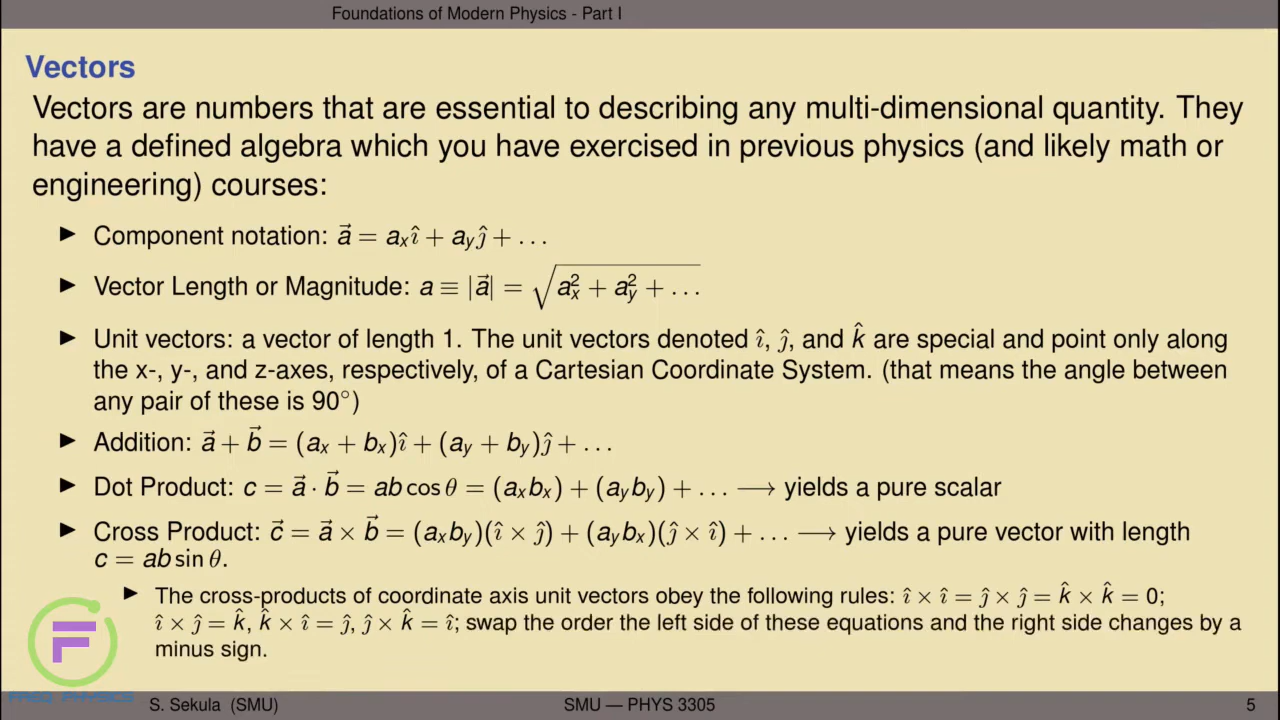 Foundations of Modern Physics - Part I
Vectors
Vectors are numbers that are essential to describing any multi-dimensional quantity. They
have a defined algebra which you have exercised in previous physics (and likely math or
engineering) courses:
▶ Component notation: a⃗ = aₓî + a_yĵ + . . .
▶ Vector Length or Magnitude: a ≡ |a⃗| = √(aₓ² + a_y² + . . .)
▶ Unit vectors: a vector of length 1. The unit vectors denoted î, ĵ, and k̂ are special and point only along
the x-, y-, and z-axes, respectively, of a Cartesian Coordinate System. (that means the angle between
any pair of these is 90°)
▶ Addition: a⃗ + b⃗ = (aₓ + bₓ)î + (a_y + b_y)ĵ + . . .
▶ Dot Product: c = a⃗ · b⃗ = ab cos θ = (aₓbₓ) + (a_yb_y) + . . . ⟶ yields a pure scalar
▶ Cross Product: c⃗ = a⃗ × b⃗ = (aₓb_y)(î × ĵ) + (a_ybₓ)(ĵ × î) + . . . ⟶ yields a pure vector with length
c = ab sin θ.
▶ The cross-products of coordinate axis unit vectors obey the following rules: î × î = ĵ × ĵ = k̂ × k̂ = 0;
î × ĵ = k̂, k̂ × î = ĵ, ĵ × k̂ = î; swap the order the left side of these equations and the right side changes by a
minus sign.
FREQ PHYSICS
S. Sekula (SMU)
SMU — PHYS 3305
5